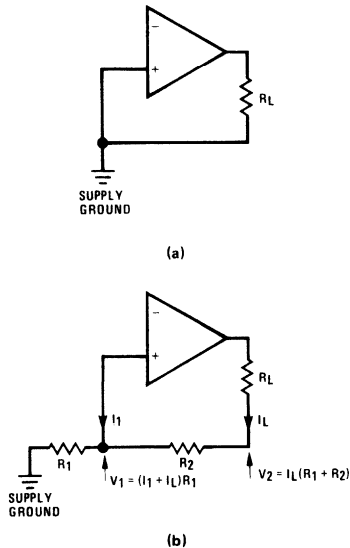 −
+
RL
SUPPLY
GROUND
(a)
−
+
RL
I1
IL
R1
R2
V1 = (I1 + IL)R1
V2 = IL(R1 + R2)
SUPPLY
GROUND
(b)